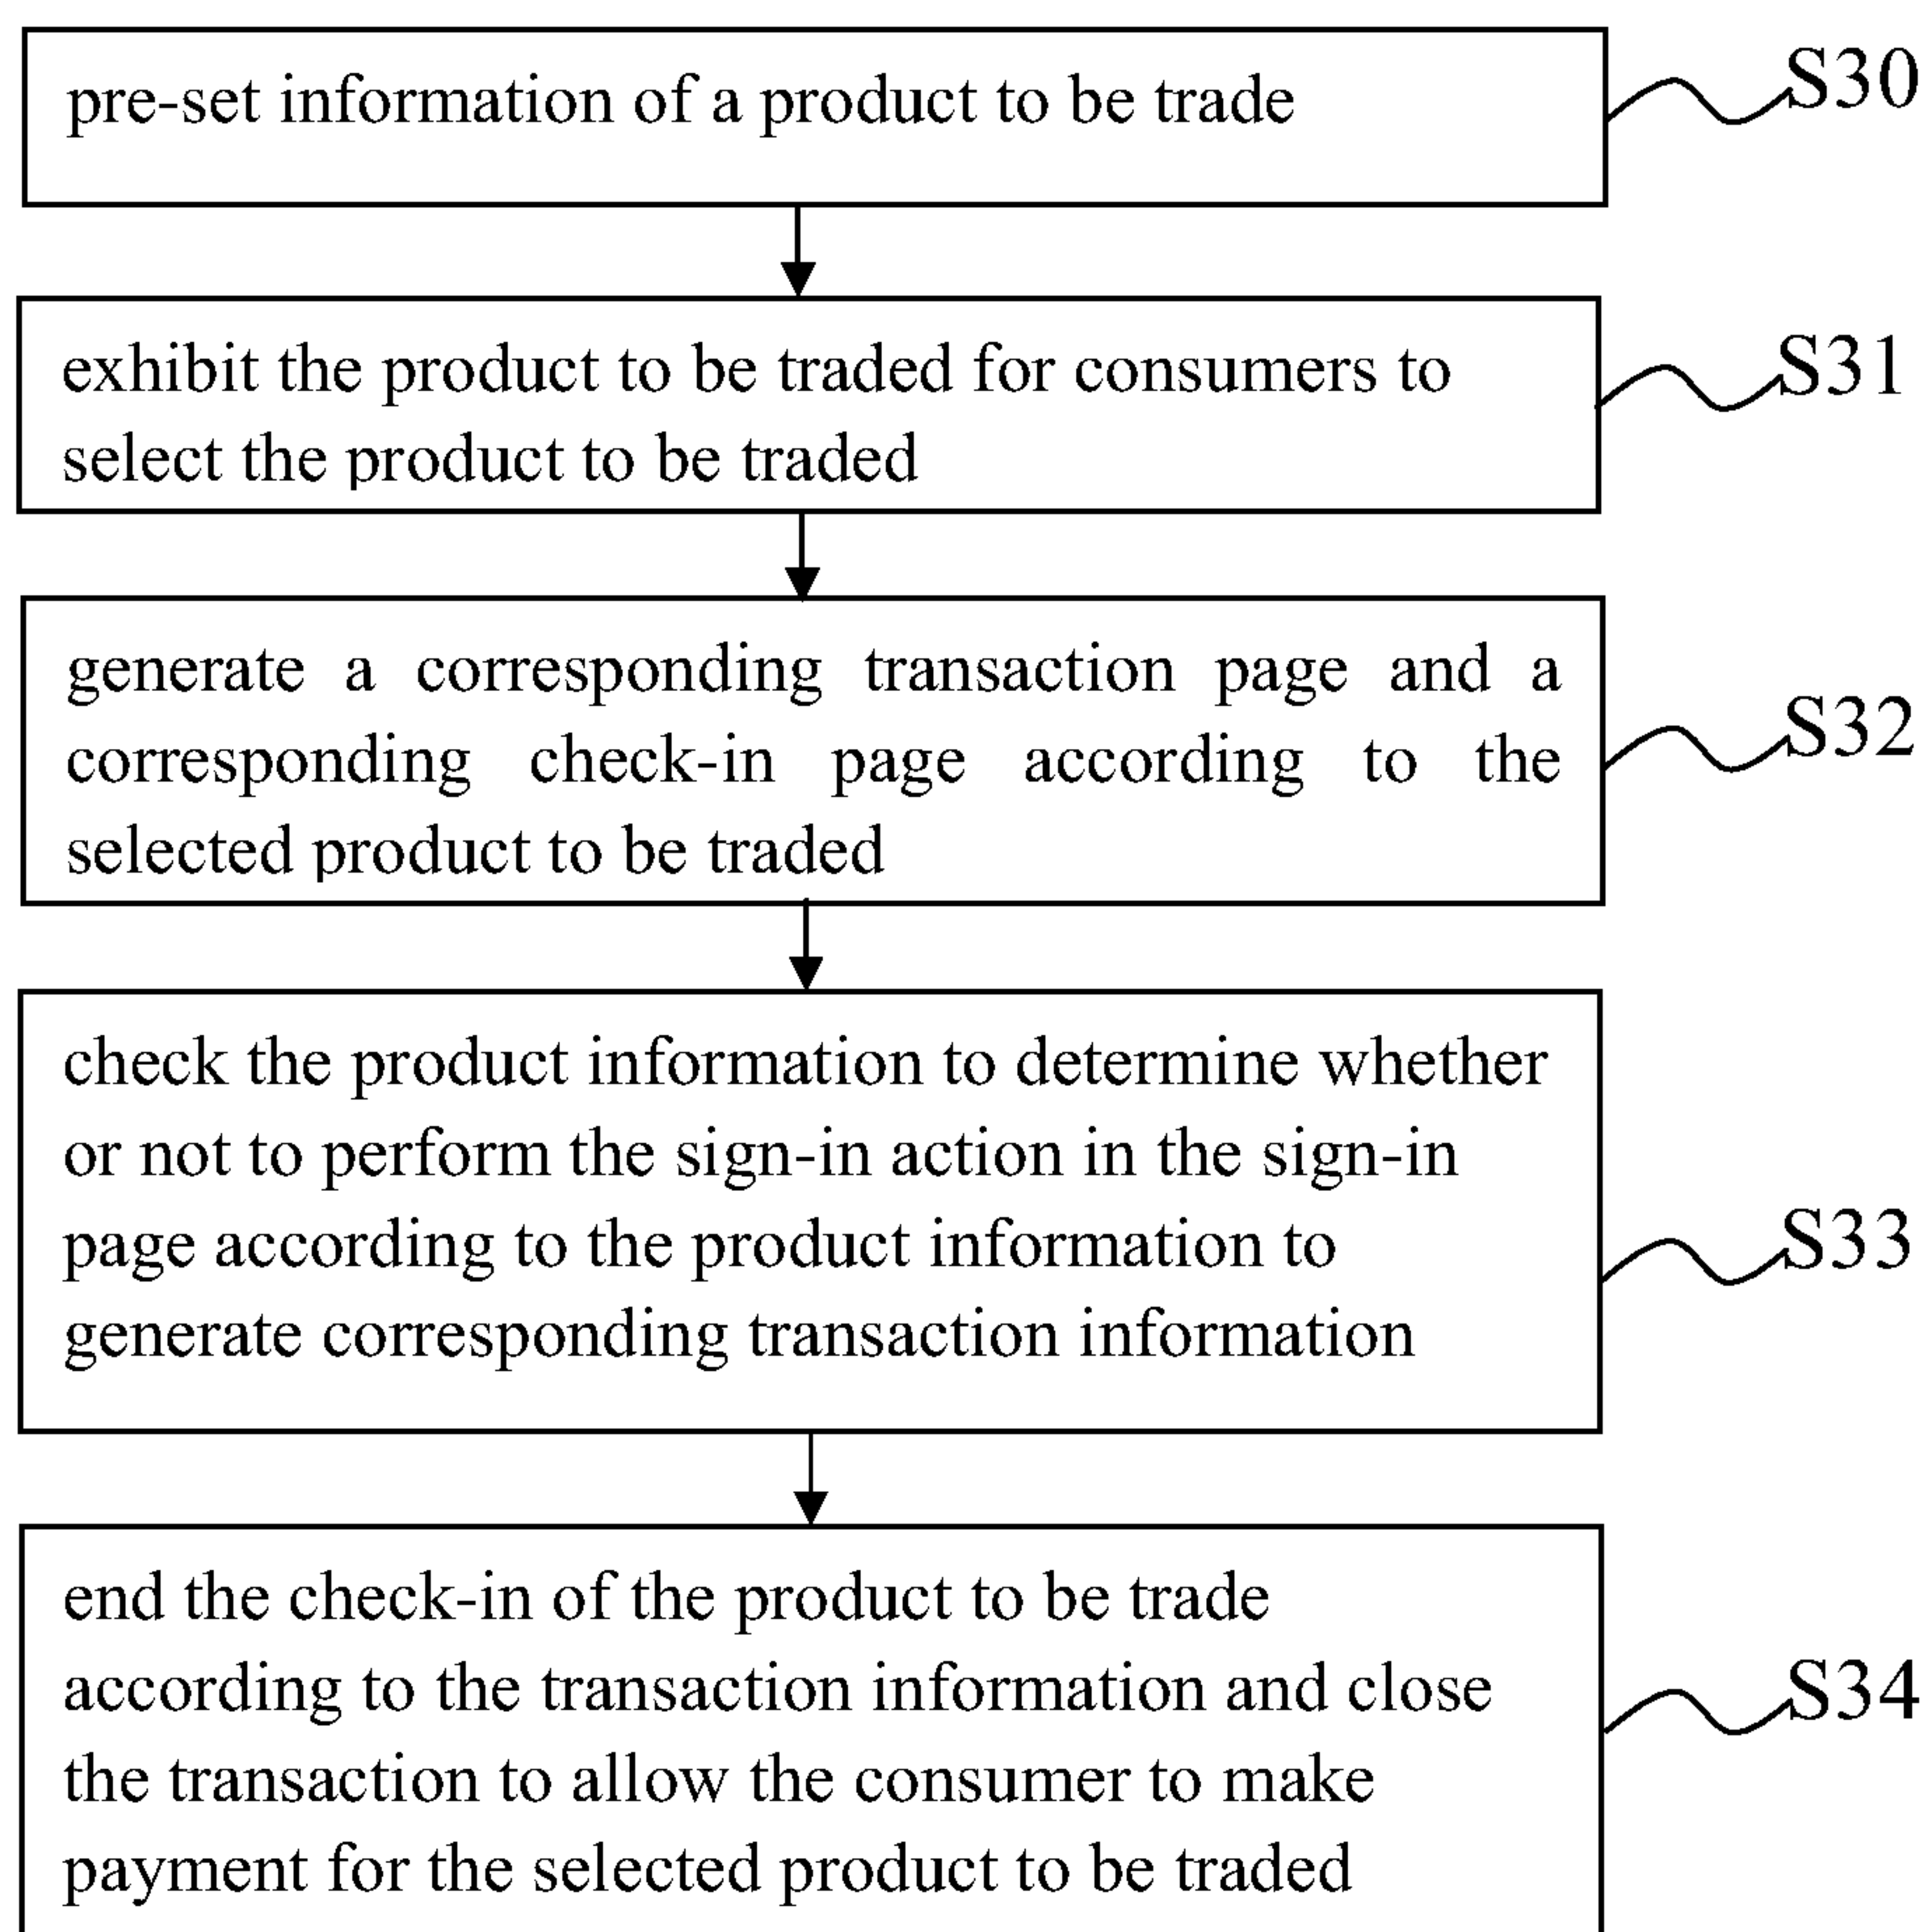 pre-set information of a product to be trade
S30
exhibit the product to be traded for consumers to
select the product to be traded
S31
generate a corresponding transaction page and a
corresponding check-in page according to the
selected product to be traded
S32
check the product information to determine whether
or not to perform the sign-in action in the sign-in
page according to the product information to
generate corresponding transaction information
S33
end the check-in of the product to be trade
according to the transaction information and close
the transaction to allow the consumer to make
payment for the selected product to be traded
S34